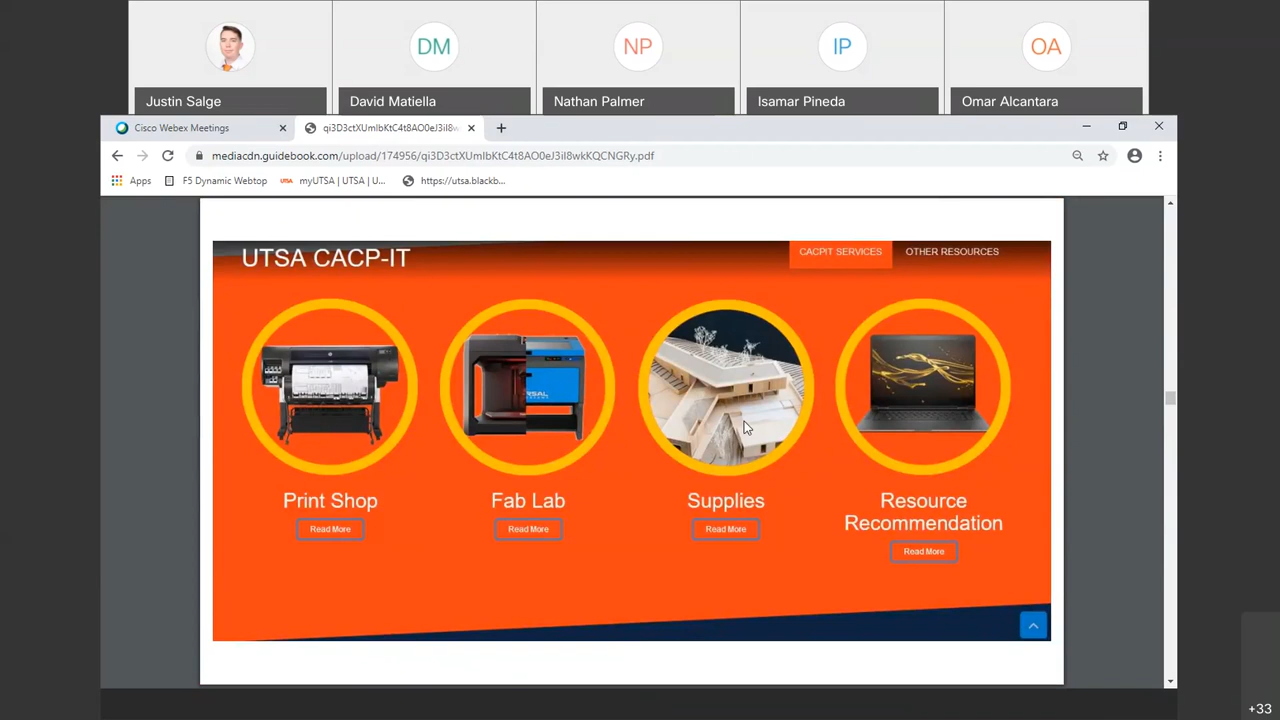 DM
NP
IP
OA
Justin Salge
David Matiella
Nathan Palmer
Isamar Pineda
Omar Alcantara
Cisco Webex Meetings
mediacdn.guidebook.com/upload/174956/qi3D3ctXUmIbKtC4t8AO0eJ3iI8wkKQCNGRy.pdf
Apps
F5 Dynamic Webtop
UTSA myUTSA | UTSA | U...
https://utsa.blackb...
UTSA CACP-IT
CACPIT SERVICES
OTHER RESOURCES
Print Shop
Read More
Fab Lab
Read More
Supplies
Read More
Resource
Recommendation
Read More
+33